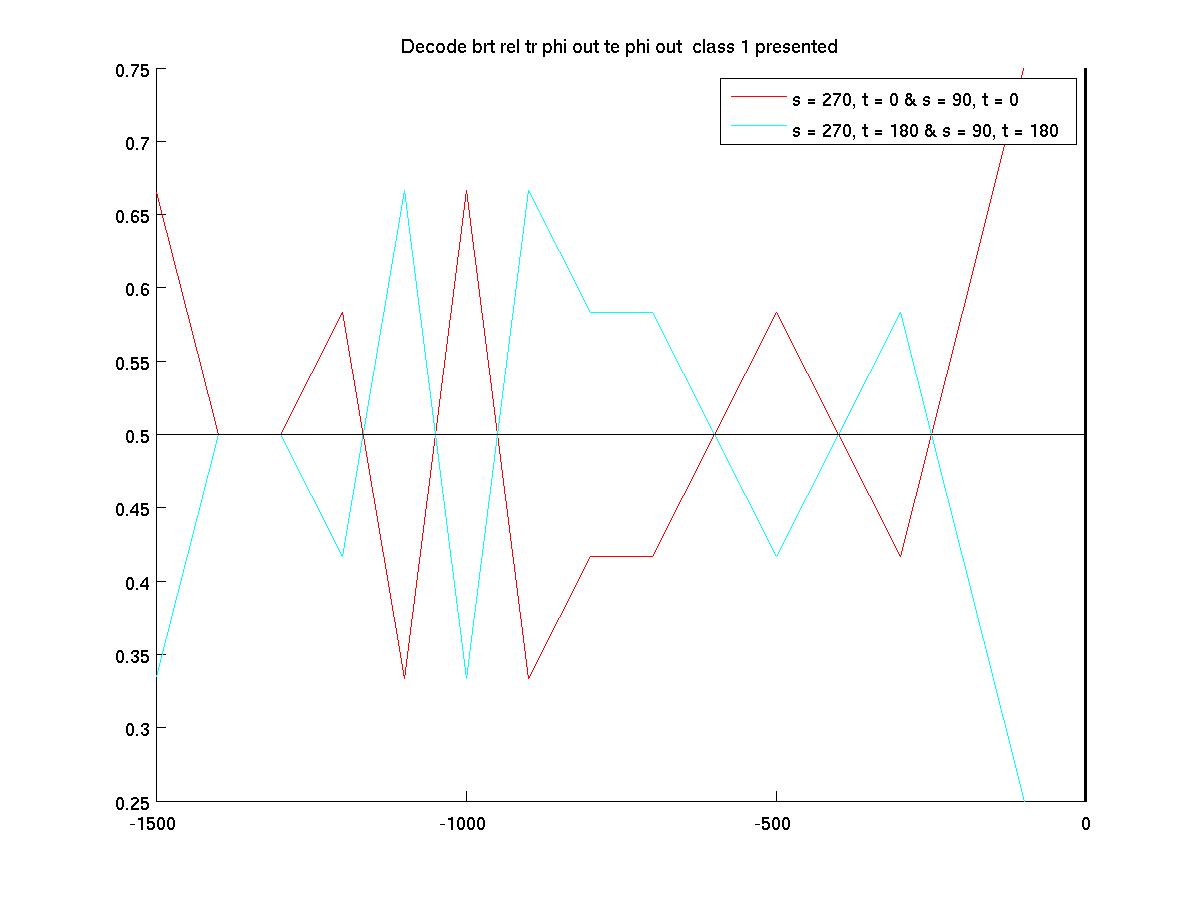 Decode brt rel tr phi out te phi out  class 1 presented
s = 270, t = 0 & s = 90, t = 0
s = 270, t = 180 & s = 90, t = 180
0.75
0.7
0.65
0.6
0.55
0.5
0.45
0.4
0.35
0.3
0.25
-1500 -1000 -500 0